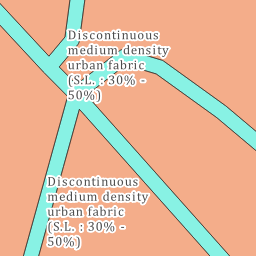 Discontinuous
medium density
urban fabric
(S.L. : 30% -
50%)
Discontinuous
medium density
urban fabric
(S.L. : 30% -
50%)